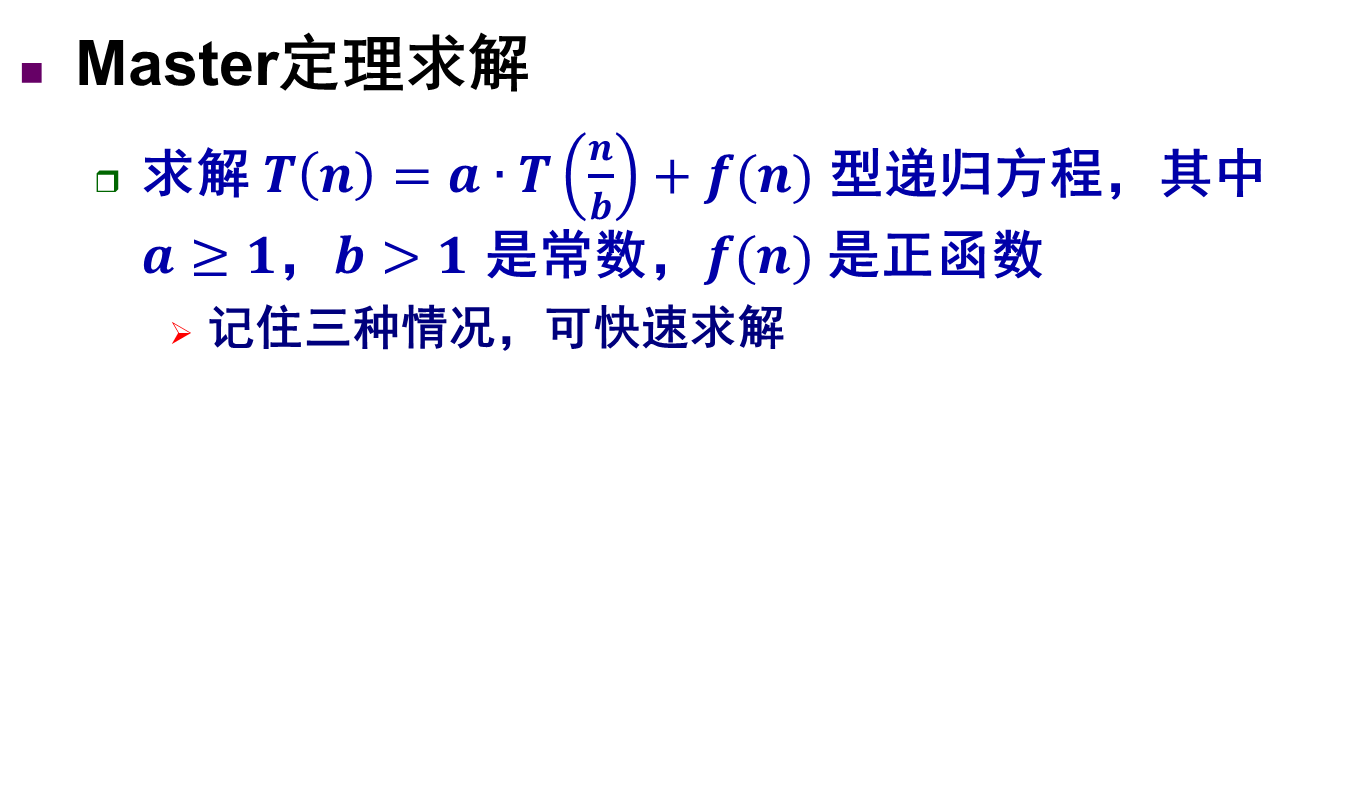 Master定理求解
求解 T(n) = a · T(n/b) + f(n) 型递归方程，其中
a ≥ 1，b > 1 是常数，f(n) 是正函数
记住三种情况，可快速求解